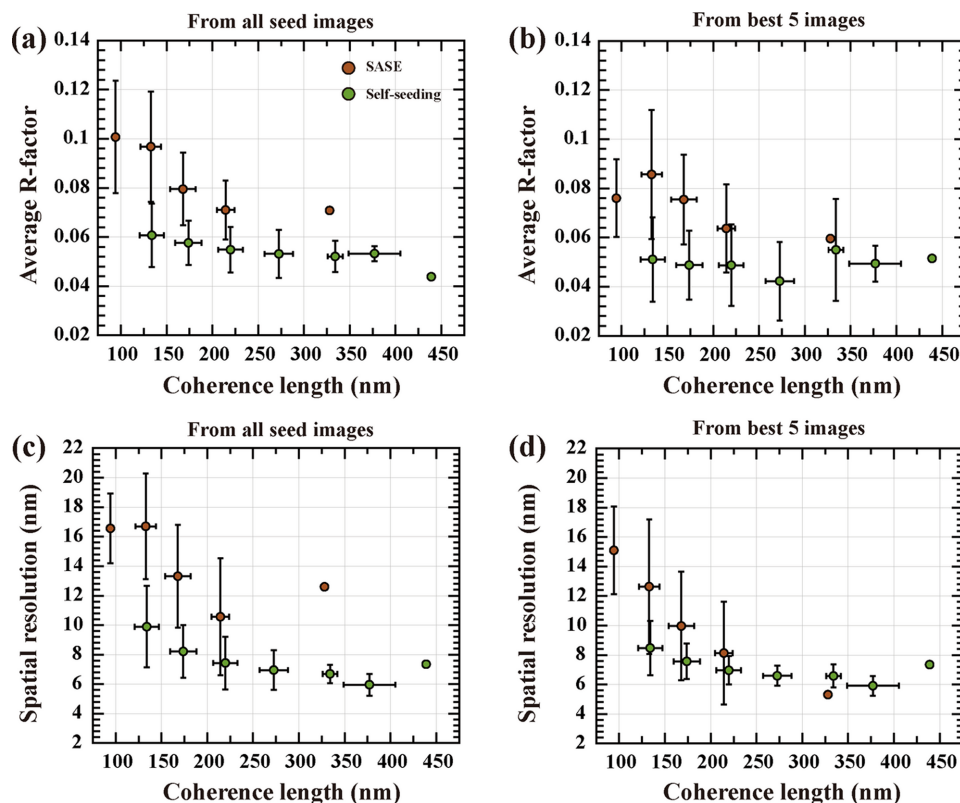 (a) From all seed images
0.14
0.12
0.1
0.08
0.06
0.04
0.02
Average R-factor
SASE
Self-seeding
100 150 200 250 300 350 400 450
Coherence length (nm)
(b) From best 5 images
0.14
0.12
0.1
0.08
0.06
0.04
0.02
Average R-factor
100 150 200 250 300 350 400 450
Coherence length (nm)
(c) From all seed images
22
20
18
16
14
12
10
8
6
4
2
Spatial resolution (nm)
100 150 200 250 300 350 400 450
Coherence length (nm)
(d) From best 5 images
22
20
18
16
14
12
10
8
6
4
2
Spatial resolution (nm)
100 150 200 250 300 350 400 450
Coherence length (nm)